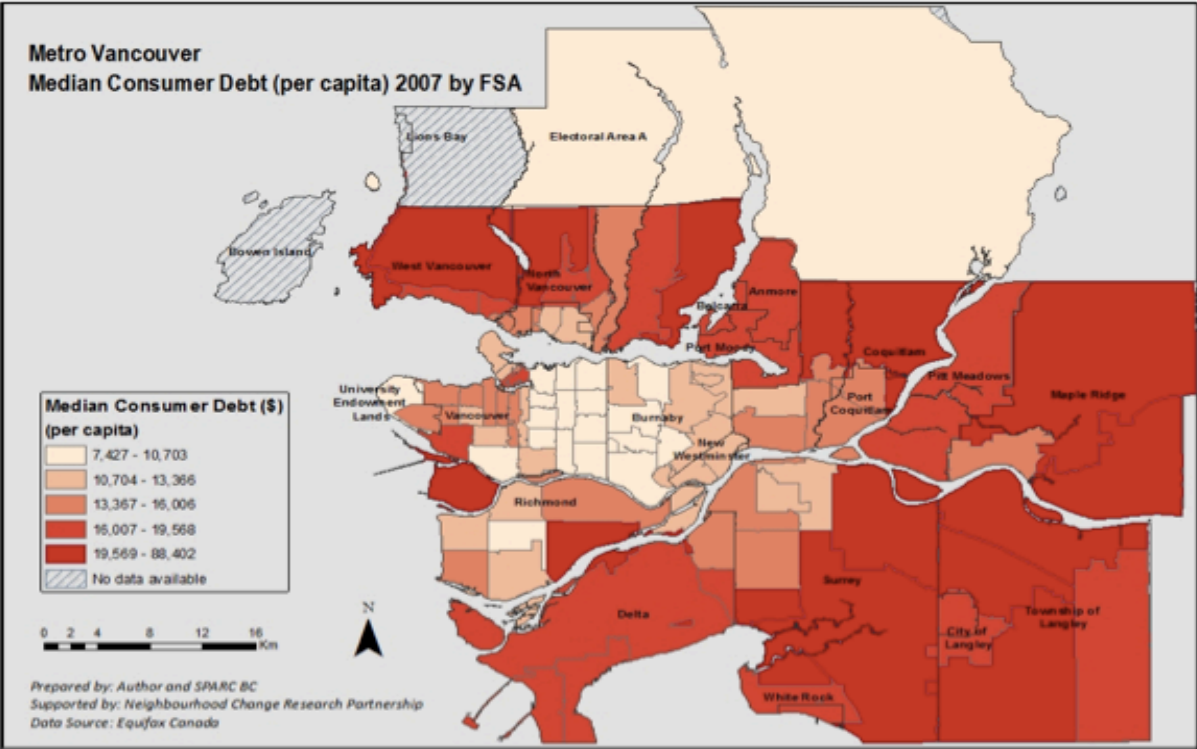 Metro Vancouver
Median Consumer Debt (per capita) 2007 by FSA
Lions Bay
Electoral Area A
Bowen Island
West Vancouver
North
Vancouver
Anmore
Belcarra
Port Moody
Coquitlam
Pitt Meadows
Maple Ridge
University
Endowment
Lands
Vancouver
Burnaby
Port
Coquitlam
New
Westminster
Richmond
Median Consumer Debt ($)
(per capita)
7,427 - 10,703
10,704 - 13,366
13,367 - 16,006
16,007 - 19,568
19,569 - 88,402
No data available
Surrey
Delta
Township of
Langley
City of
Langley
White Rock
N
0 2 4 8 12 16
Km
Prepared by: Author and SPARC BC
Supported by: Neighbourhood Change Research Partnership
Data Source: Equifax Canada